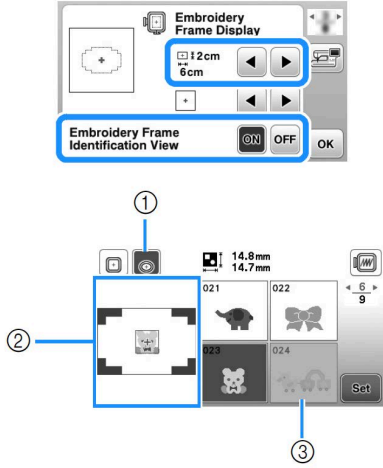 Embroidery
Frame Display
2cm
6cm
Embroidery Frame
Identification View
ON
OFF
OK
1
14.8mm
14.7mm
021
022
6
9
2
023
024
Set
3